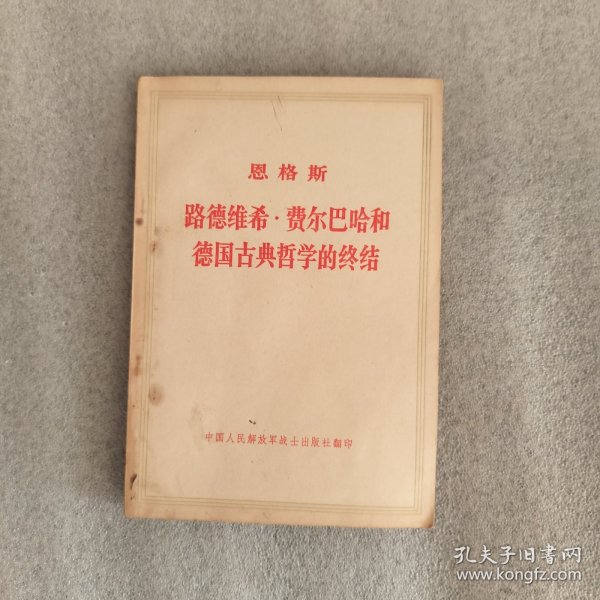 恩格斯
路德维希·费尔巴哈和
德国古典哲学的终结
中国人民解放军战士出版社翻印
孔夫子旧书网
www.kongfz.com